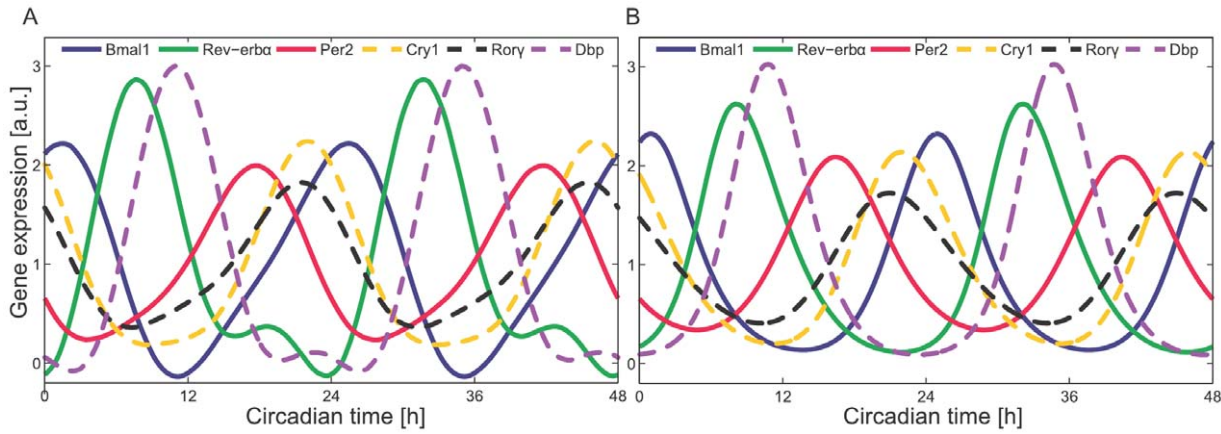 A
B
Bmal1 Rev-erbα Per2 Cry1 Rorγ Dbp
Bmal1 Rev-erbα Per2 Cry1 Rorγ Dbp
Gene expression [a.u.]
3
2
1
0
3
2
1
0
0 12 24 36 48
0 12 24 36 48
Circadian time [h]
Circadian time [h]